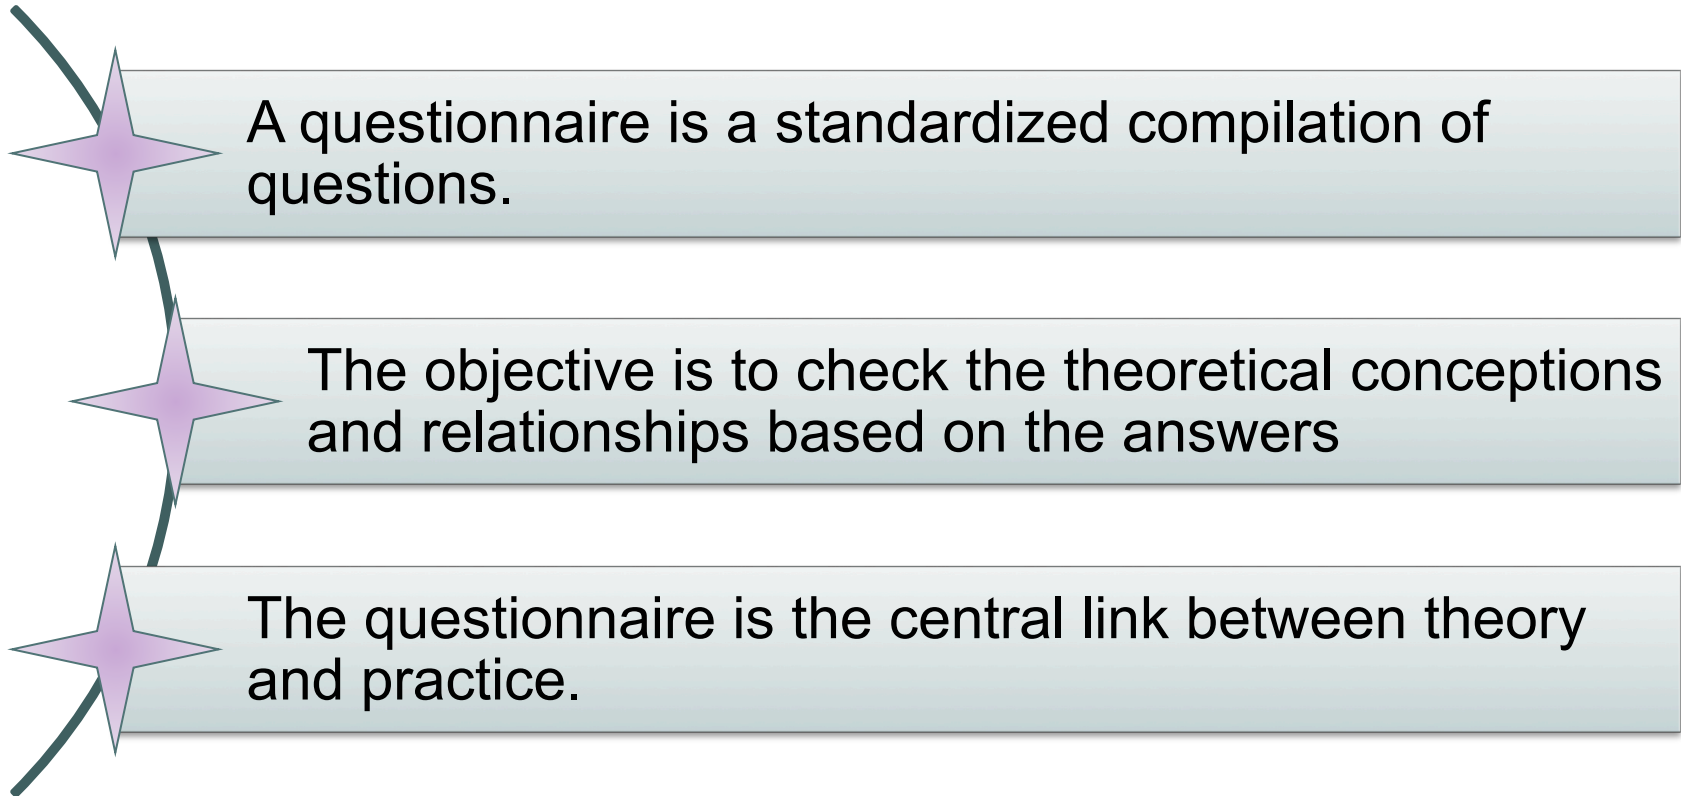 A questionnaire is a standardized compilation of
questions.
The objective is to check the theoretical conceptions
and relationships based on the answers
The questionnaire is the central link between theory
and practice.